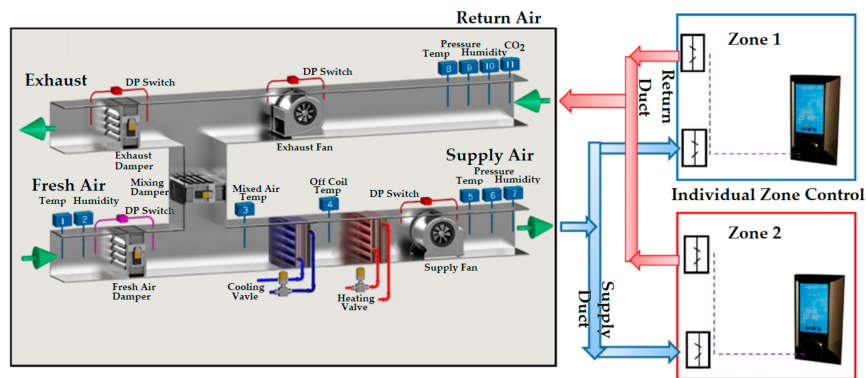 Return Air
Pressure
Temp Humidity CO2
8 9 10 11
Exhaust
DP Switch
DP Switch
Exhaust
Damper
Exhaust Fan
Mixing
Damper
Fresh Air
Temp Humidity
1 2
DP Switch
Fresh Air
Damper
Mixed Air
Temp
3
Off Coil
Temp
4
Supply Air
DP Switch
Pressure
Temp Humidity
5 6 7
Cooling
Vavle
Heating
Valve
Supply Fan
Return
Duct
Supply
Duct
Zone 1
Individual Zone Control
Zone 2